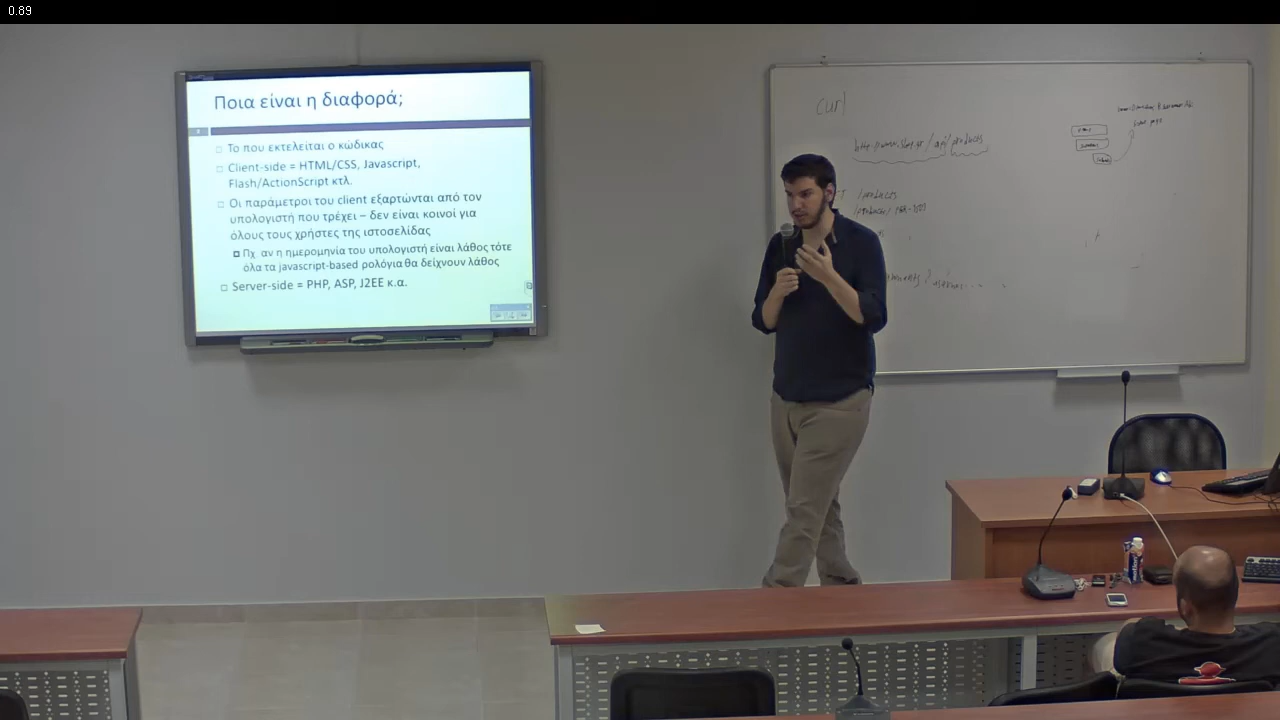 0.89
Ποια είναι η διαφορά;
Το που εκτελείται ο κώδικας
Client-side = HTML/CSS, Javascript,
Flash/ActionScript κτλ.
Οι παράμετροι του client εξαρτώνται από τον
υπολογιστή που τρέχει – δεν είναι κοινοί για
όλους τους χρήστες της ιστοσελίδας
Πχ αν η ημερομηνία του υπολογιστή είναι λάθος τότε
όλα τα javascript-based ρολόγια θα δείχνουν λάθος
Server-side = PHP, ASP, J2EE κ.α.
curl
/ api / products
/products